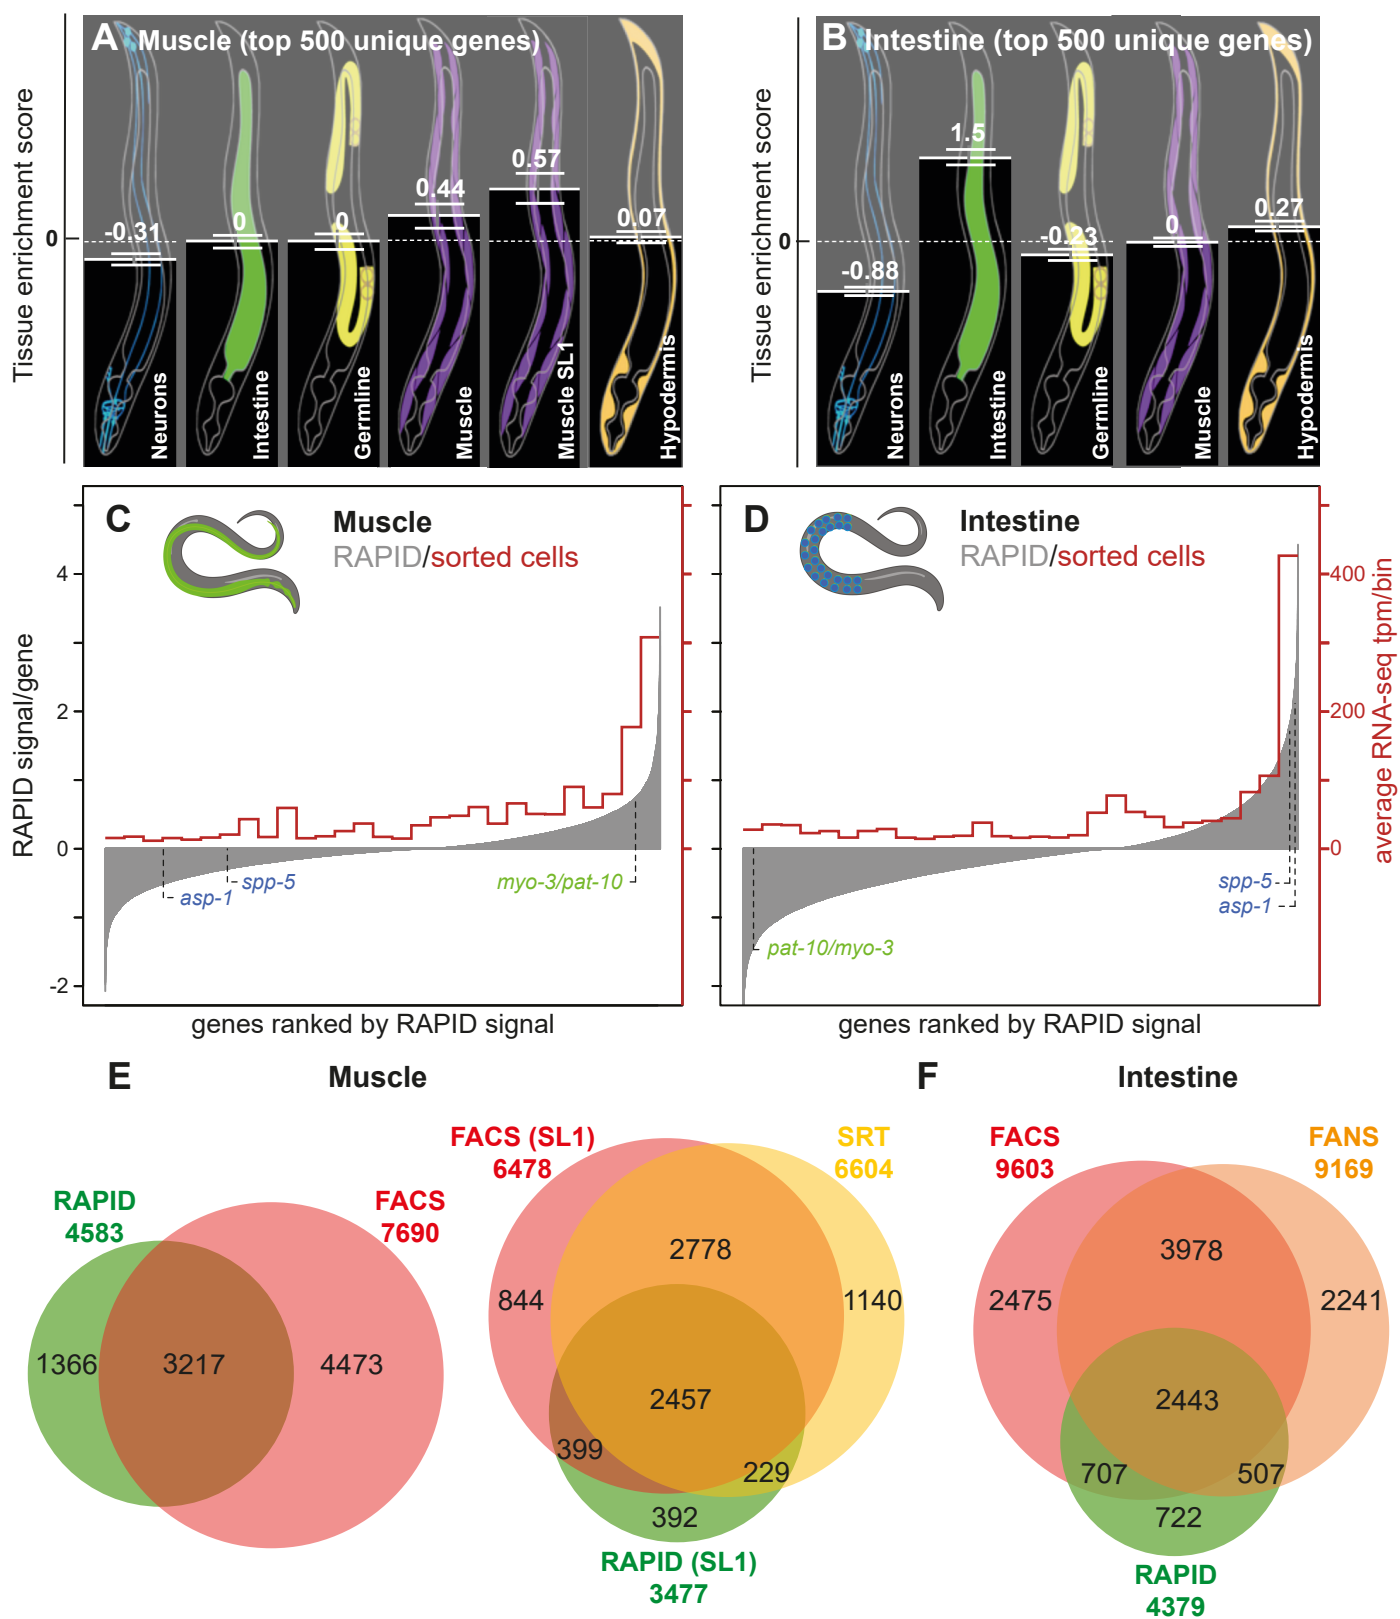 A Muscle (top 500 unique genes)
Tissue enrichment score
0
-0.31
0
0
0.44
0.57
0.07
Neurons
Intestine
Germline
Muscle
Muscle SL1
Hypodermis
B Intestine (top 500 unique genes)
Tissue enrichment score
0
-0.88
1.5
-0.23
0
0.27
Neurons
Intestine
Germline
Muscle
Hypodermis
C Muscle
RAPID/sorted cells
RAPID signal/gene
4
2
0
-2
asp-1
spp-5
myo-3/pat-10
genes ranked by RAPID signal
D Intestine
RAPID/sorted cells
400
200
0
average RNA-seq tpm/bin
spp-5
asp-1
pat-10/myo-3
genes ranked by RAPID signal
E Muscle
RAPID
4583
FACS
7690
1366
3217
4473
FACS (SL1)
6478
SRT
6604
2778
844
1140
2457
399
229
392
RAPID (SL1)
3477
F Intestine
FACS
9603
FANS
9169
3978
2475
2241
2443
707
507
722
RAPID
4379